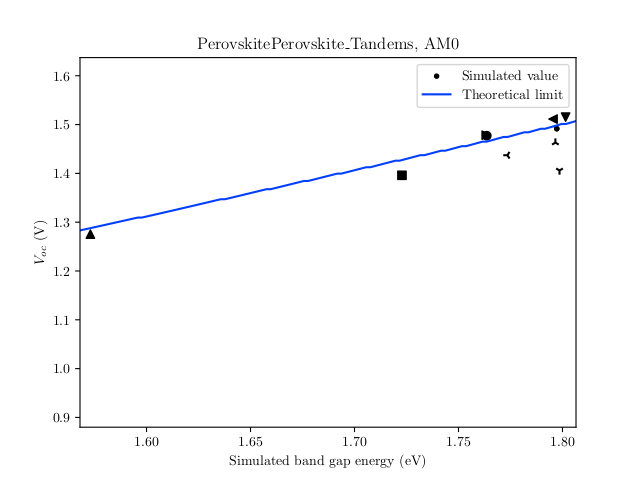 PerovskitePerovskite_Tandems, AM0
Simulated value
Theoretical limit
1.6
1.5
1.4
1.3
1.2
1.1
1.0
0.9
V_oc (V)
1.60 1.65 1.70 1.75 1.80
Simulated band gap energy (eV)